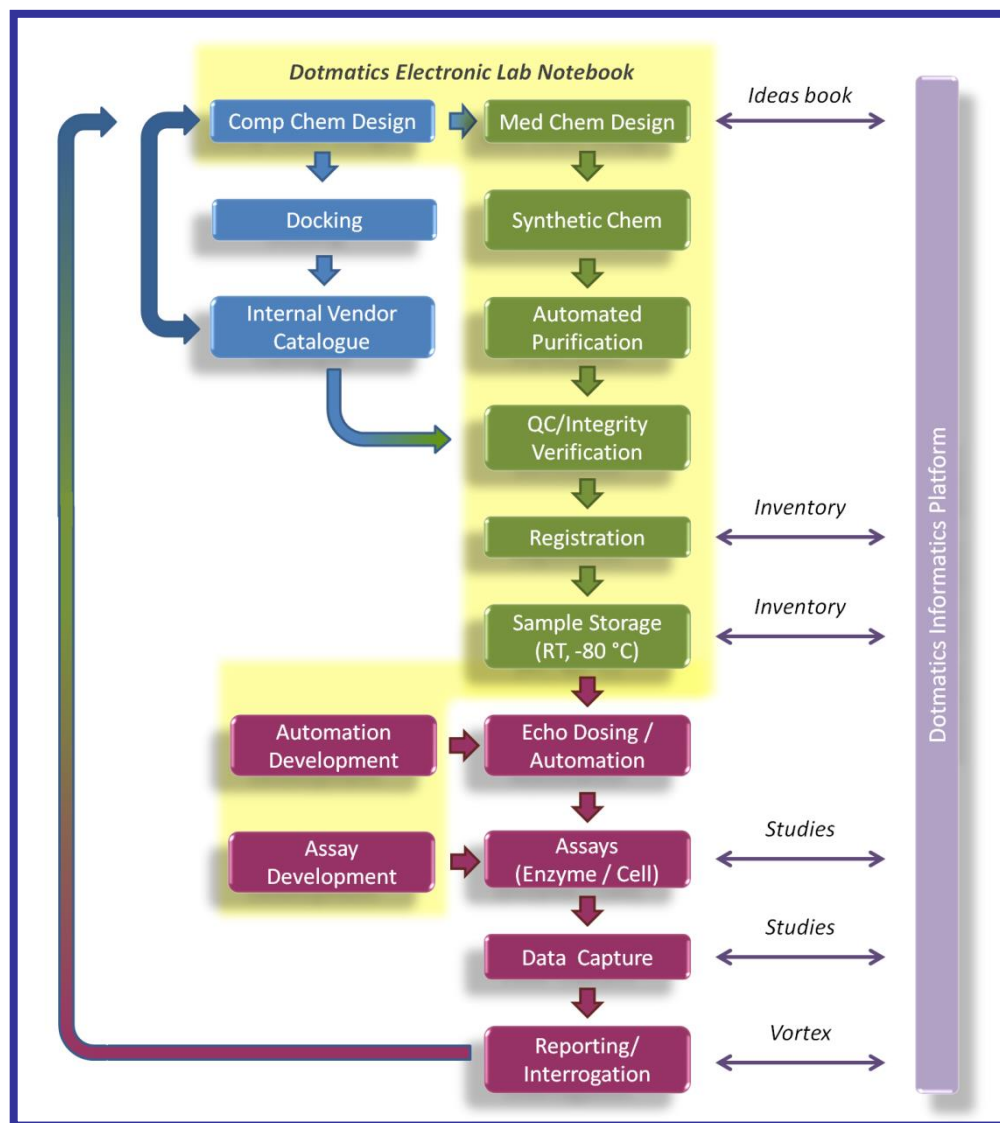 Dotmatics Electronic Lab Notebook
Comp Chem Design
Med Chem Design
Ideas book
Docking
Synthetic Chem
Internal Vendor
Catalogue
Automated
Purification
QC/Integrity
Verification
Registration
Inventory
Sample Storage
(RT, -80 °C)
Inventory
Automation
Development
Echo Dosing /
Automation
Assay
Development
Assays
(Enzyme / Cell)
Studies
Data Capture
Studies
Reporting/
Interrogation
Vortex
Dotmatics Informatics Platform